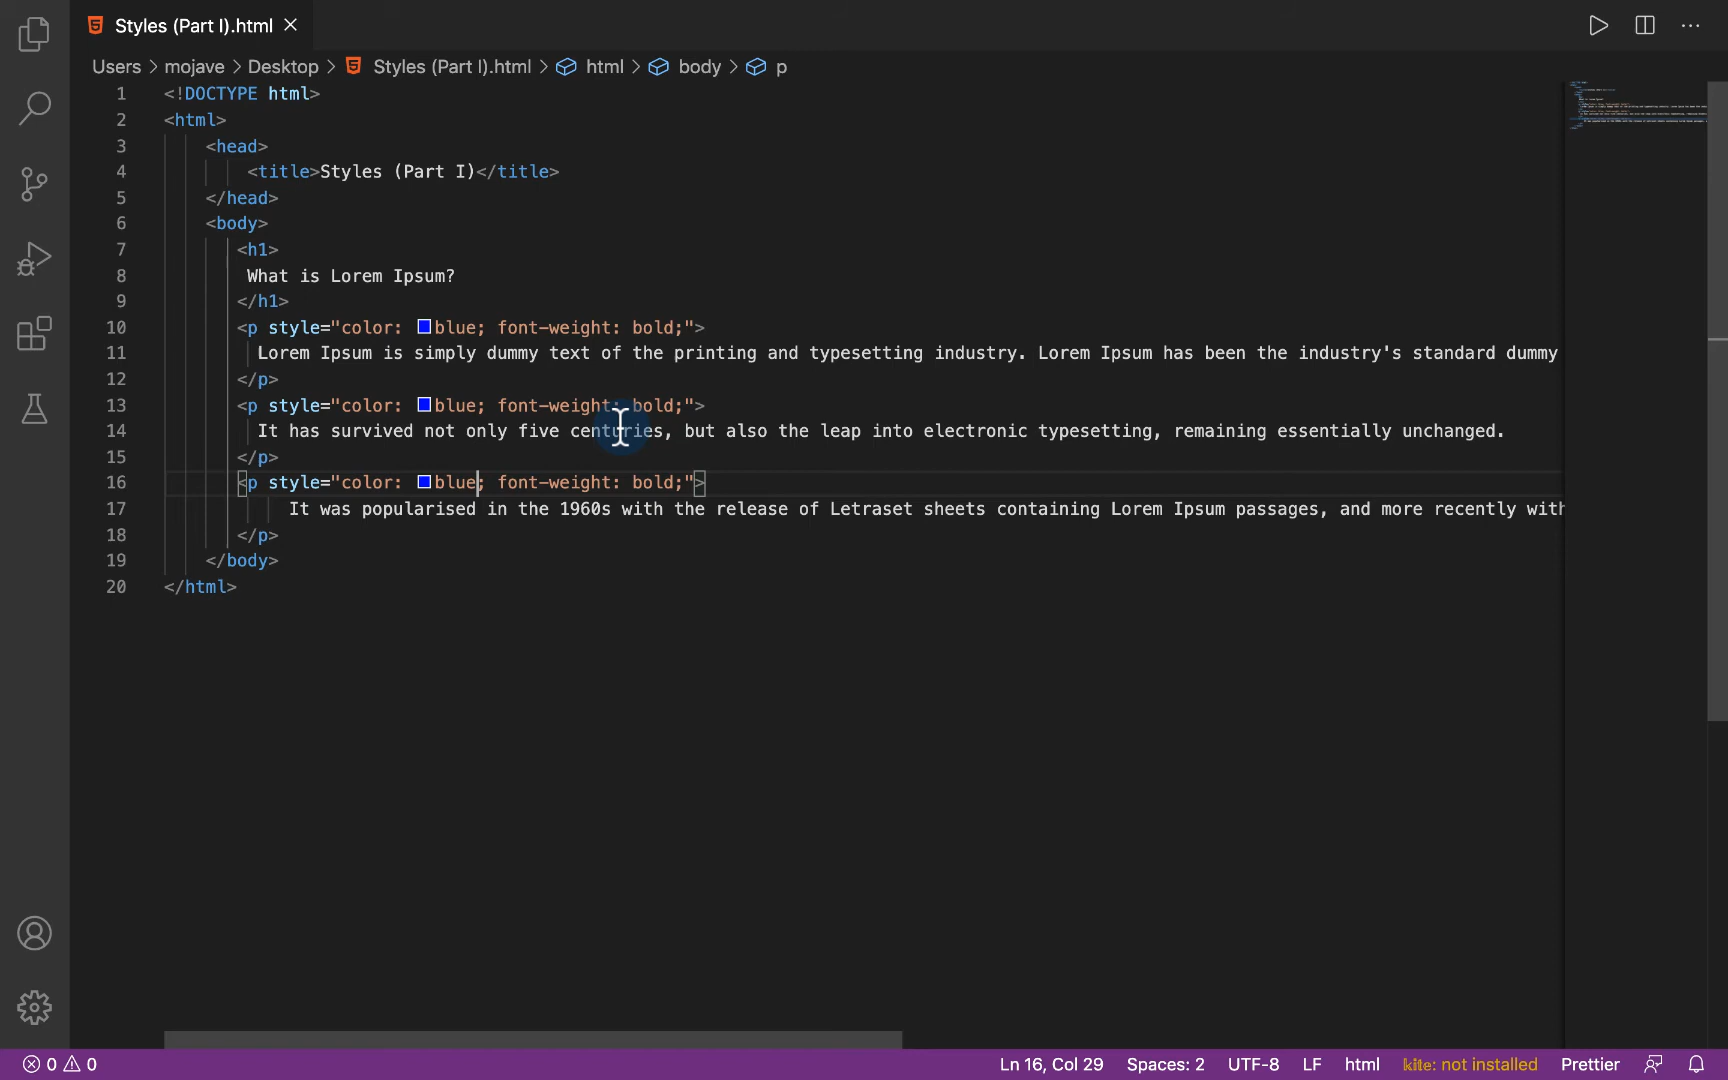 Styles (Part I).html
Users > mojave > Desktop > Styles (Part I).html > html > body > p
1 <!DOCTYPE html>
2 <html>
3 <head>
4 <title>Styles (Part I)</title>
5 </head>
6 <body>
7 <h1>
8 What is Lorem Ipsum?
9 </h1>
10 <p style="color: blue; font-weight: bold;">
11 Lorem Ipsum is simply dummy text of the printing and typesetting industry. Lorem Ipsum has been the industry's standard dummy
12 </p>
13 <p style="color: blue; font-weight: bold;">
14 It has survived not only five centuries, but also the leap into electronic typesetting, remaining essentially unchanged.
15 </p>
16 <p style="color: blue; font-weight: bold;">
17 It was popularised in the 1960s with the release of Letraset sheets containing Lorem Ipsum passages, and more recently with
18 </p>
19 </body>
20 </html>
0 0 Ln 16, Col 29 Spaces: 2 UTF-8 LF html kite: not installed Prettier